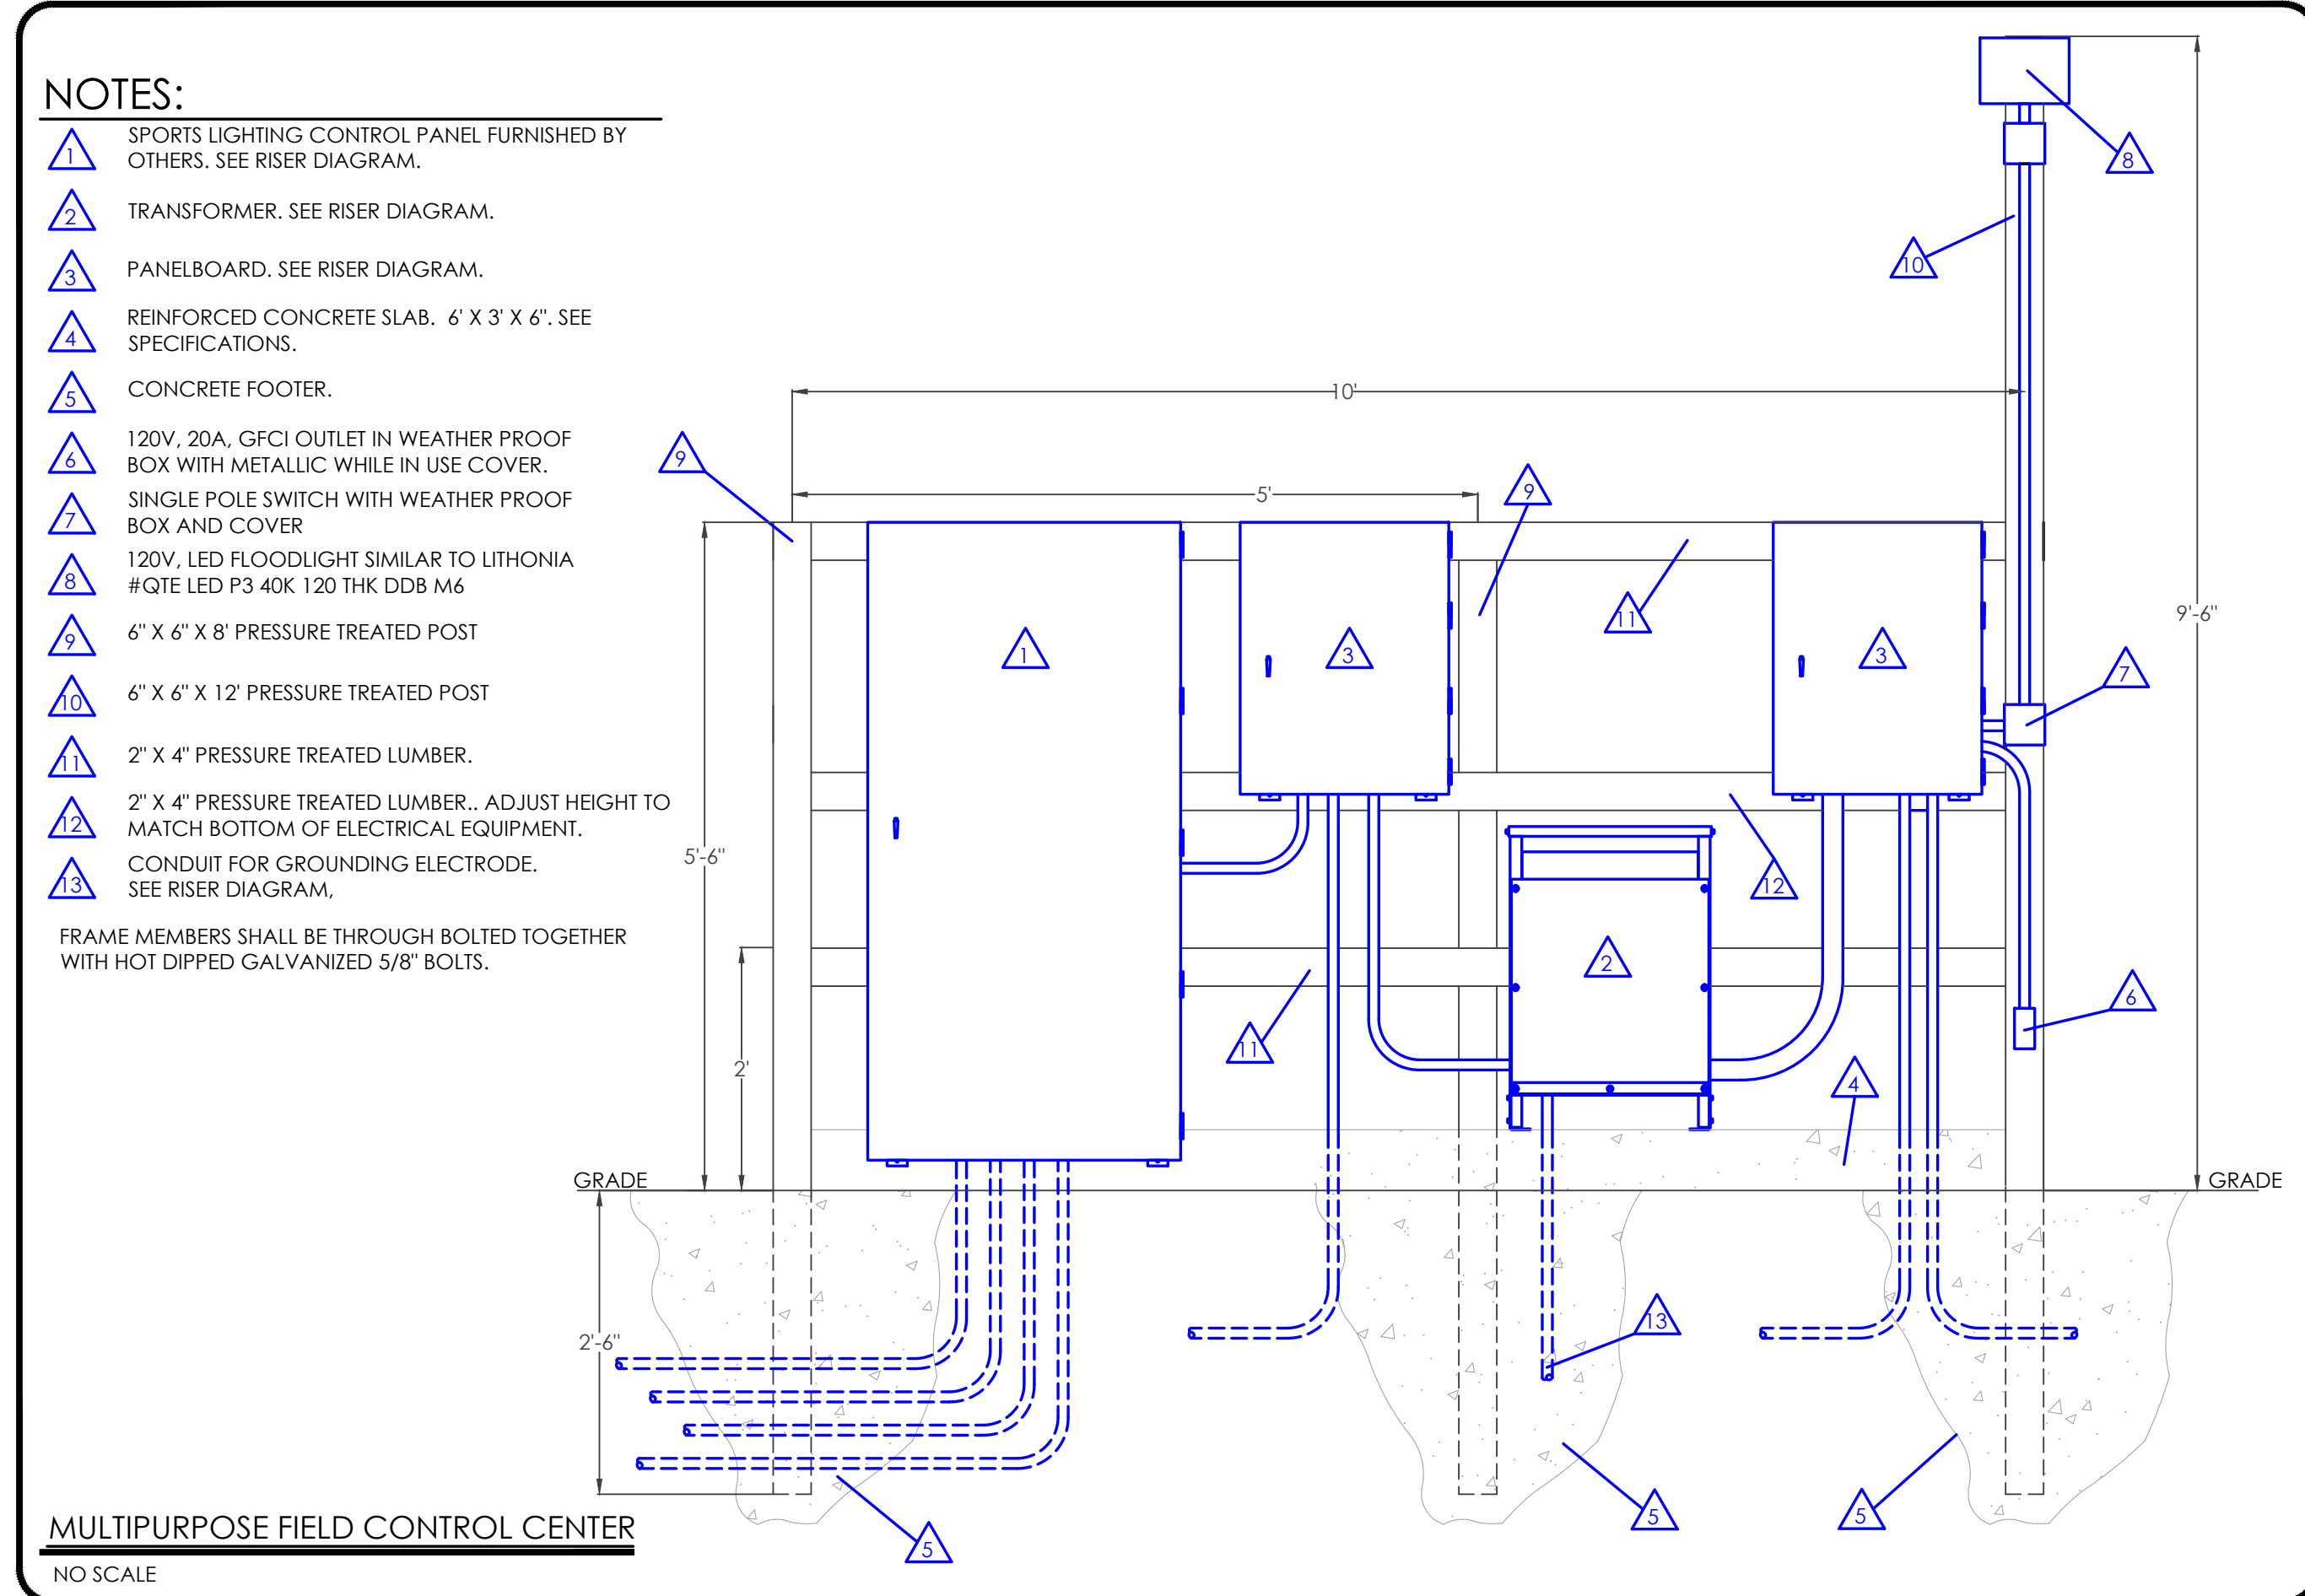 NOTES:
1 SPORTS LIGHTING CONTROL PANEL FURNISHED BY
OTHERS. SEE RISER DIAGRAM.
2 TRANSFORMER. SEE RISER DIAGRAM.
3 PANELBOARD. SEE RISER DIAGRAM.
4 REINFORCED CONCRETE SLAB. 6' X 3' X 6". SEE
SPECIFICATIONS.
5 CONCRETE FOOTER.
6 120V, 20A, GFCI OUTLET IN WEATHER PROOF
BOX WITH METALLIC WHILE IN USE COVER.
7 SINGLE POLE SWITCH WITH WEATHER PROOF
BOX AND COVER
8 120V, LED FLOODLIGHT SIMILAR TO LITHONIA
#QTE LED P3 40K 120 THK DDB M6
9 6" X 6" X 8' PRESSURE TREATED POST
10 6" X 6" X 12' PRESSURE TREATED POST
11 2" X 4" PRESSURE TREATED LUMBER.
12 2" X 4" PRESSURE TREATED LUMBER.. ADJUST HEIGHT TO
MATCH BOTTOM OF ELECTRICAL EQUIPMENT.
13 CONDUIT FOR GROUNDING ELECTRODE.
SEE RISER DIAGRAM,
FRAME MEMBERS SHALL BE THROUGH BOLTED TOGETHER
WITH HOT DIPPED GALVANIZED 5/8" BOLTS.
8
10
10'
9
5'
9
11
9'-6"
1
3
3
7
5'-6"
12
2
6
11
2'
4
GRADE
GRADE
2'-6"
13
5
5
5
MULTIPURPOSE FIELD CONTROL CENTER
NO SCALE